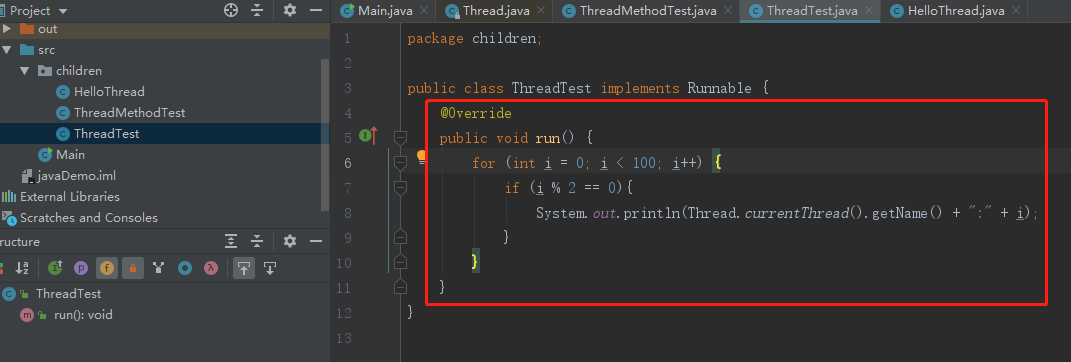 Project
out
src
children
HelloThread
ThreadMethodTest
ThreadTest
Main
javaDemo.iml
External Libraries
Scratches and Consoles
ructure
ThreadTest
run(): void
Main.java
Thread.java
ThreadMethodTest.java
ThreadTest.java
HelloThread.java
1 package children;
2
3 public class ThreadTest implements Runnable {
4 @Override
5 public void run() {
6 for (int i = 0; i < 100; i++) {
7 if (i % 2 == 0){
8 System.out.println(Thread.currentThread().getName() + ":" + i);
9 }
10 }
11 }
12 }
13